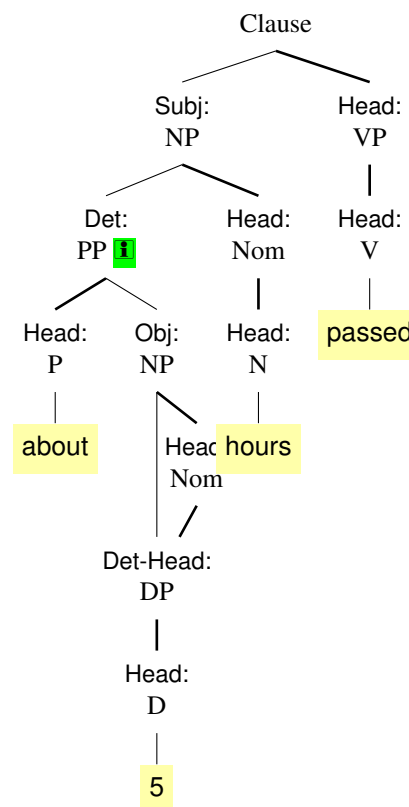 Clause
Subj: Head:
NP VP
Det: Head: Head:
PP i Nom V
Head: Obj: Head: passed
P NP N
about Head hours
Nom
Det-Head:
DP
Head:
D
5